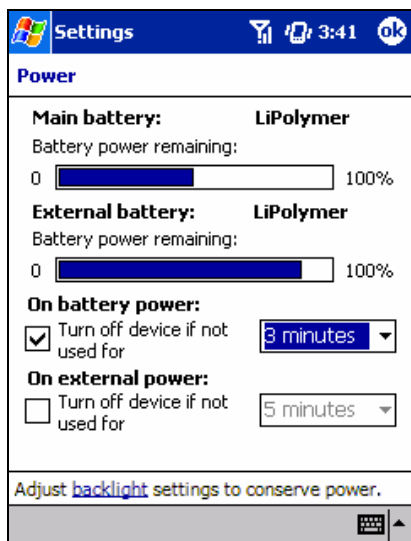 Settings 3:41 ok
Power
Main battery: LiPolymer
Battery power remaining:
0 100%
External battery: LiPolymer
Battery power remaining:
0 100%
On battery power:
Turn off device if not
used for
3 minutes
On external power:
Turn off device if not
used for
5 minutes
Adjust backlight settings to conserve power.